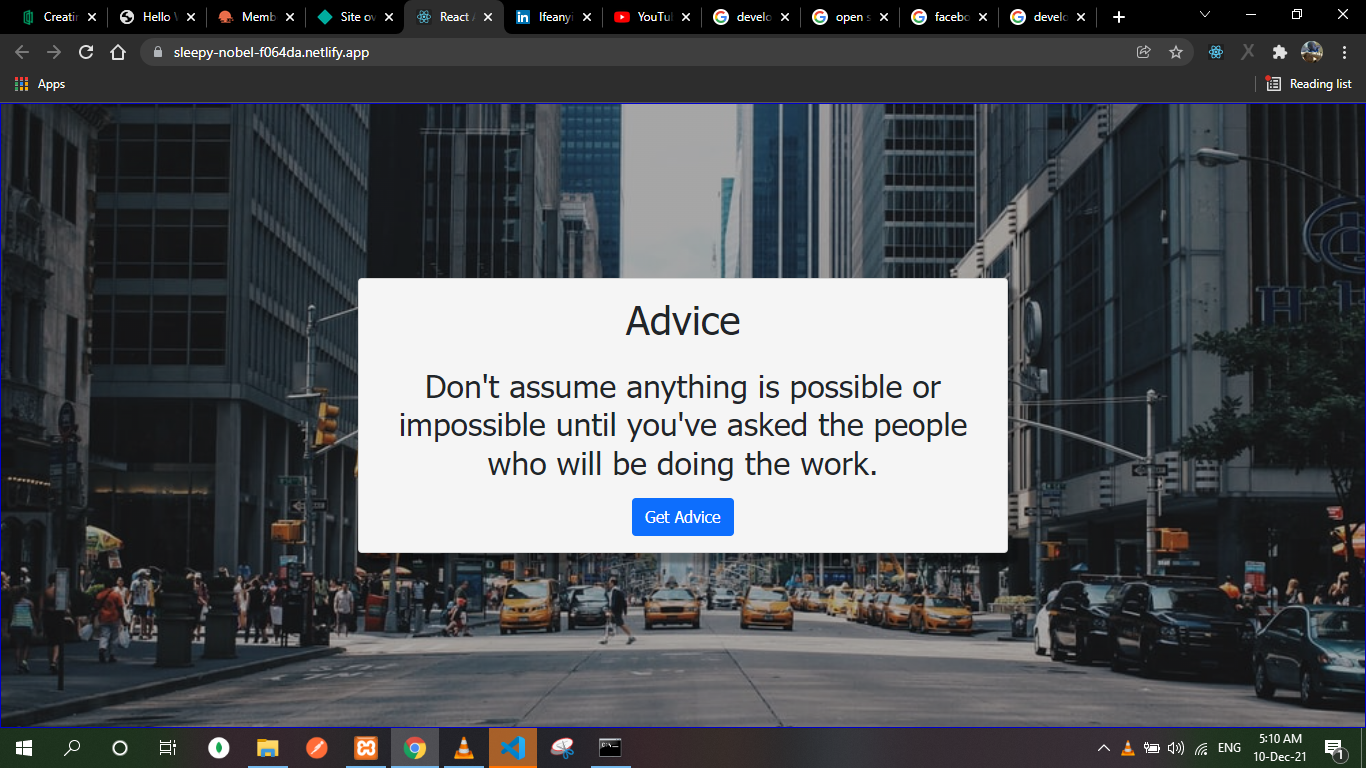 Creatin
Hello W
Memb
Site ov
React A
Ifeanyi
YouTu
develo
open s
facebo
develo
sleepy-nobel-f064da.netlify.app
Apps
Reading list
Advice
Don't assume anything is possible or
impossible until you've asked the people
who will be doing the work.
Get Advice
ENG
5:10 AM
10-Dec-21
1